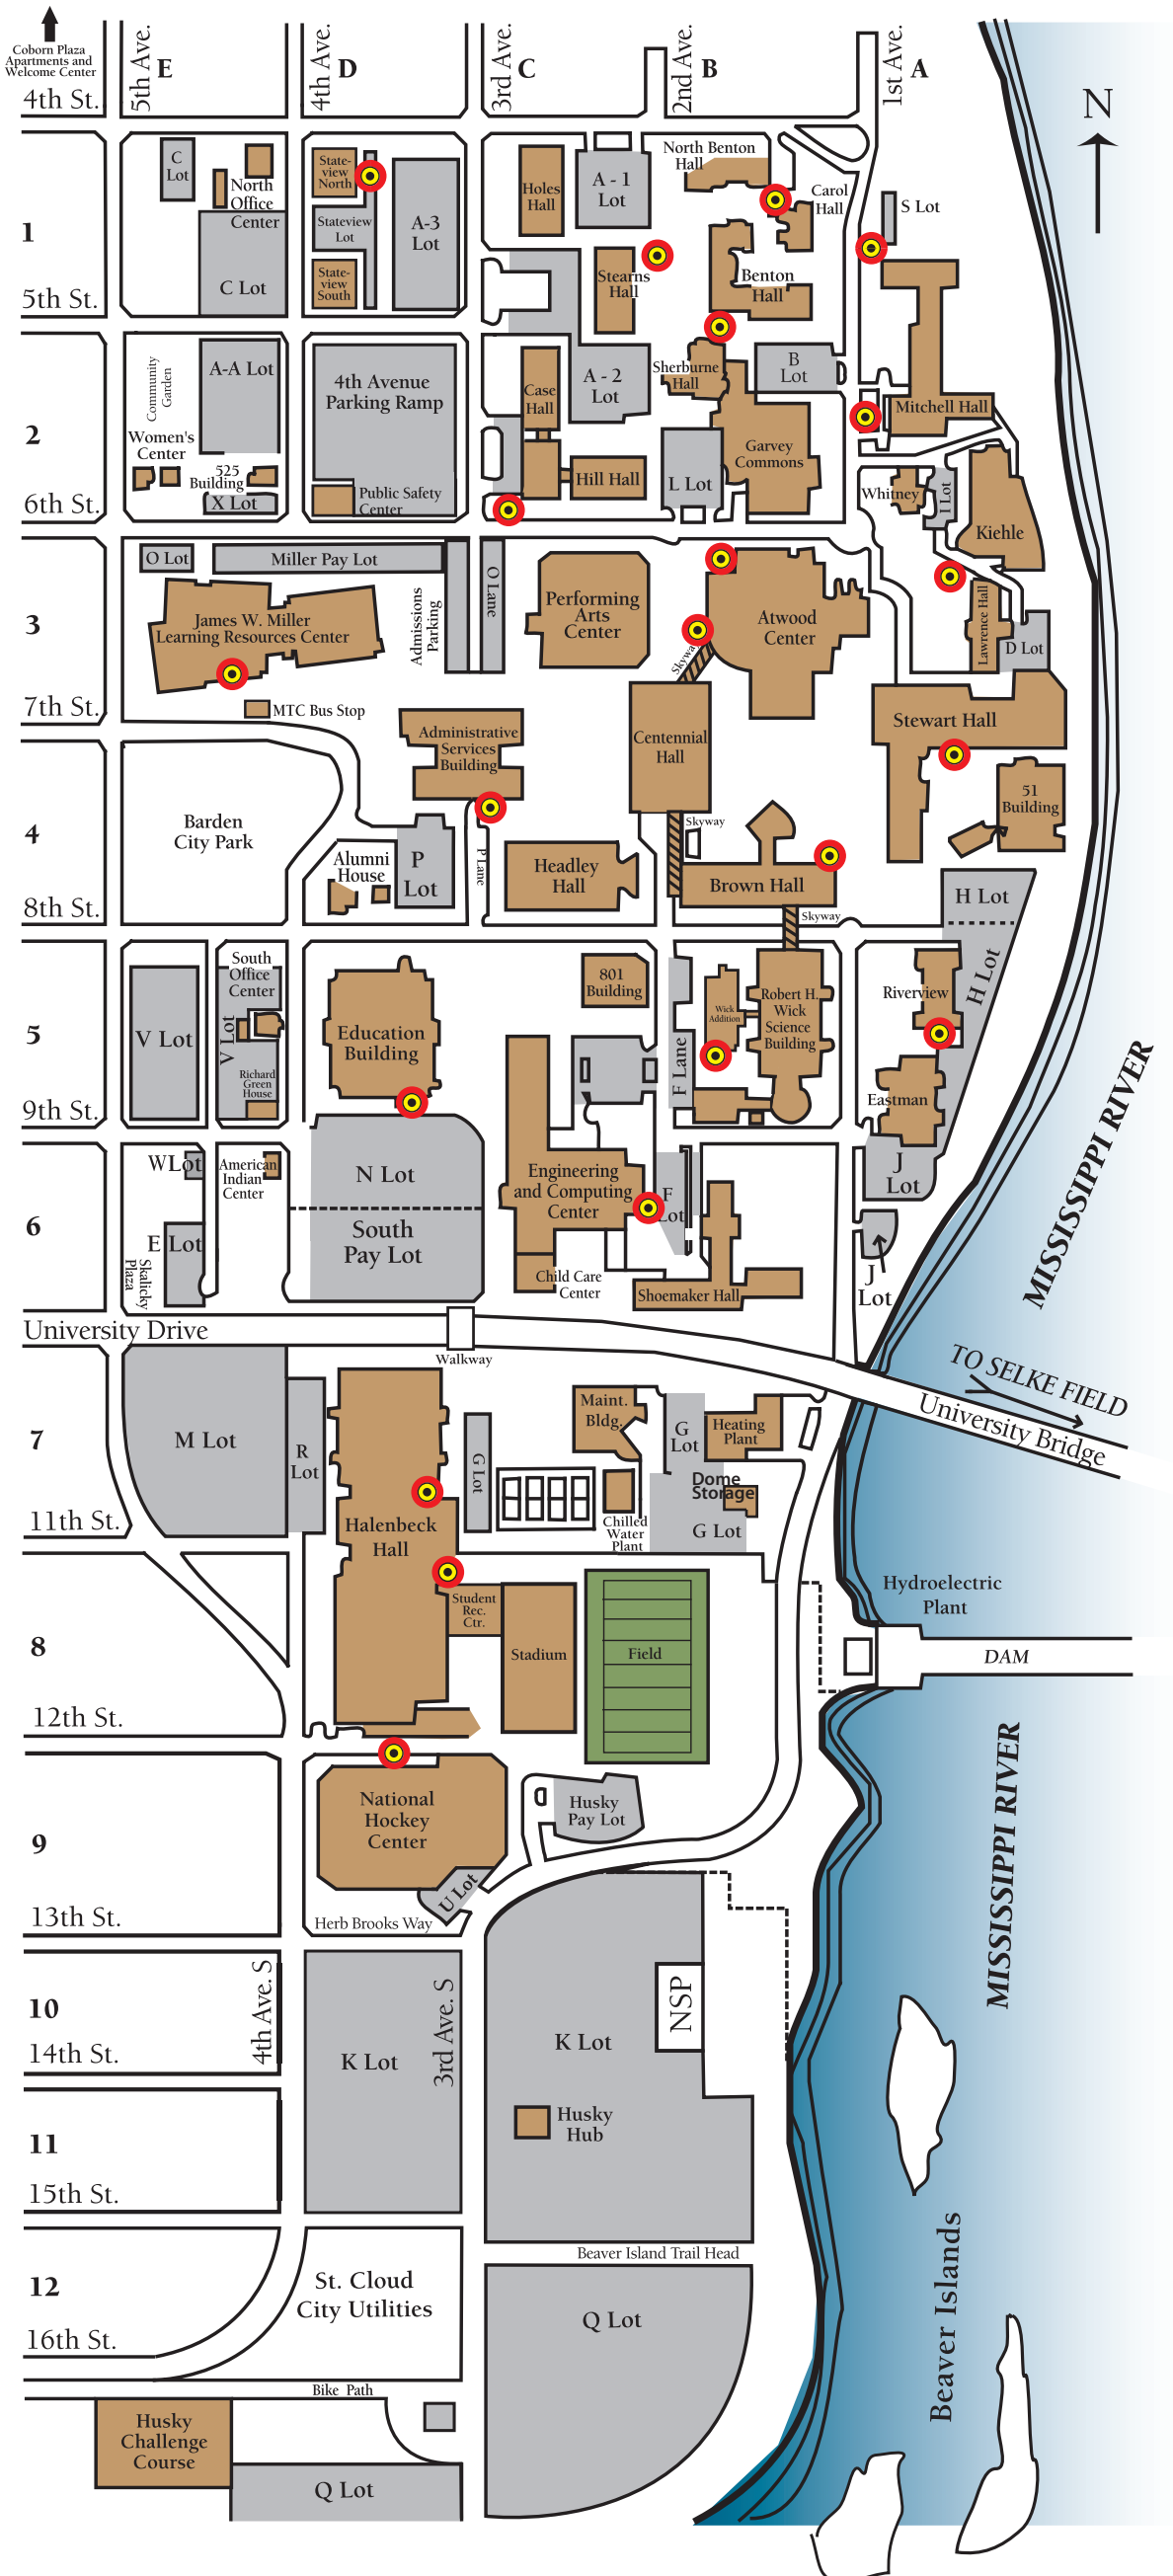 Coborn Plaza
Apartments and
Welcome Center
5th Ave.
E
4th Ave.
D
3rd Ave.
C
2nd Ave.
B
1st Ave.
A
N
4th St.
C
Lot
North
Office
Center
C Lot
State-
view
North
Stateview
Lot
State-
view
South
A-3
Lot
Holes
Hall
A - 1
Lot
North Benton
Hall
Carol
Hall
S Lot
1
Stearns
Hall
Benton
Hall
5th St.
Community
Garden
A-A Lot
4th Avenue
Parking Ramp
Case
Hall
A - 2
Lot
Sherburne
Hall
B
Lot
Mitchell Hall
2
Women's
Center
525
Building
X Lot
Public Safety
Center
Hill Hall
L Lot
Garvey
Commons
Whitney
I Lot
Kiehle
6th St.
O Lot
Miller Pay Lot
Admissions
Parking
O Lane
Performing
Arts
Center
Atwood
Center
Skyway
Lawrence Hall
D Lot
3
James W. Miller
Learning Resources Center
7th St.
MTC Bus Stop
Administrative
Services
Building
Centennial
Hall
Stewart Hall
51
Building
4
Barden
City Park
Alumni
House
P
Lot
P Lane
Headley
Hall
Skyway
Brown Hall
H Lot
8th St.
Skyway
South
Office
Center
V Lot
V Lot
Richard
Green
House
Education
Building
801
Building
F Lane
Wick
Addition
Robert H.
Wick
Science
Building
Riverview
H Lot
5
Eastman
9th St.
W Lot
American
Indian
Center
N Lot
South
Pay Lot
Engineering
and Computing
Center
F
Lot
J
Lot
6
E Lot
Skalicky
Plaza
Child Care
Center
Shoemaker Hall
J
Lot
MISSISSIPPI RIVER
University Drive
Walkway
TO SELKE FIELD
University Bridge
7
M Lot
R
Lot
G Lot
Maint.
Bldg.
G
Lot
Heating
Plant
Dome
Storage
11th St.
Halenbeck
Hall
Chilled
Water
Plant
G Lot
Hydroelectric
Plant
8
Student
Rec.
Ctr.
Stadium
Field
DAM
12th St.
9
National
Hockey
Center
Husky
Pay Lot
U Lot
13th St.
Herb Brooks Way
MISSISSIPPI RIVER
10
4th Ave. S
3rd Ave. S
NSP
14th St.
K Lot
K Lot
11
Husky
Hub
15th St.
Beaver Island Trail Head
12
St. Cloud
City Utilities
Q Lot
Beaver Islands
16th St.
Bike Path
Husky
Challenge
Course
Q Lot